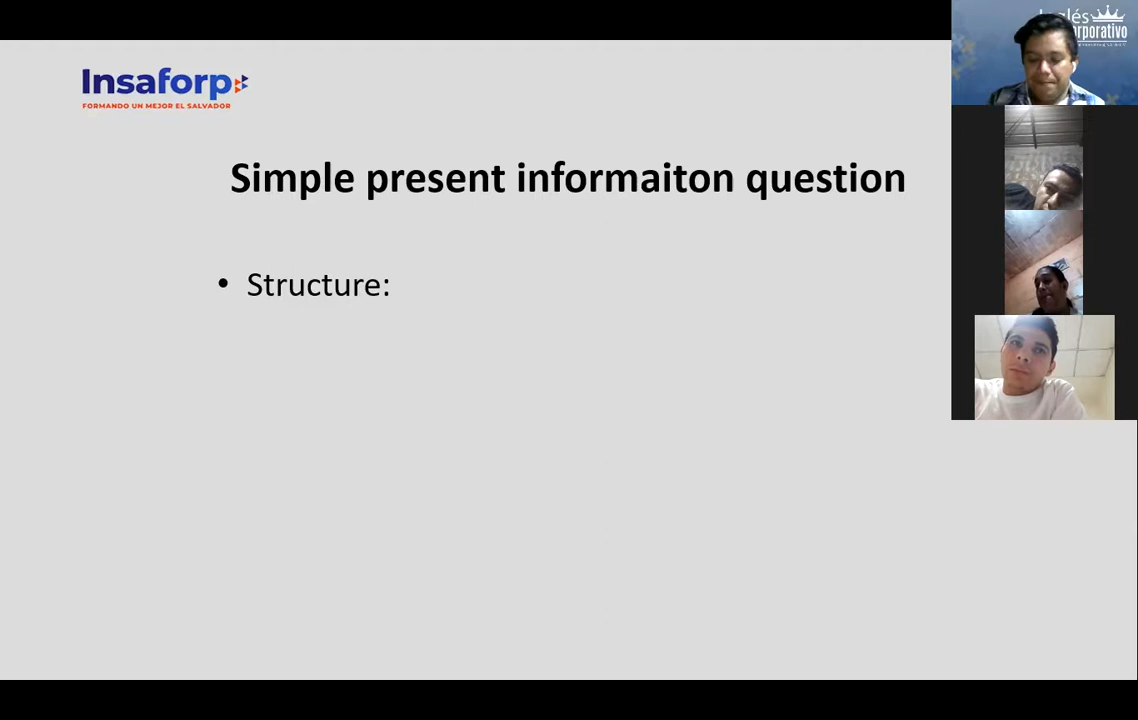 Insaforp
FORMANDO UN MEJOR EL SALVADOR
Simple present informaiton question
• Structure: